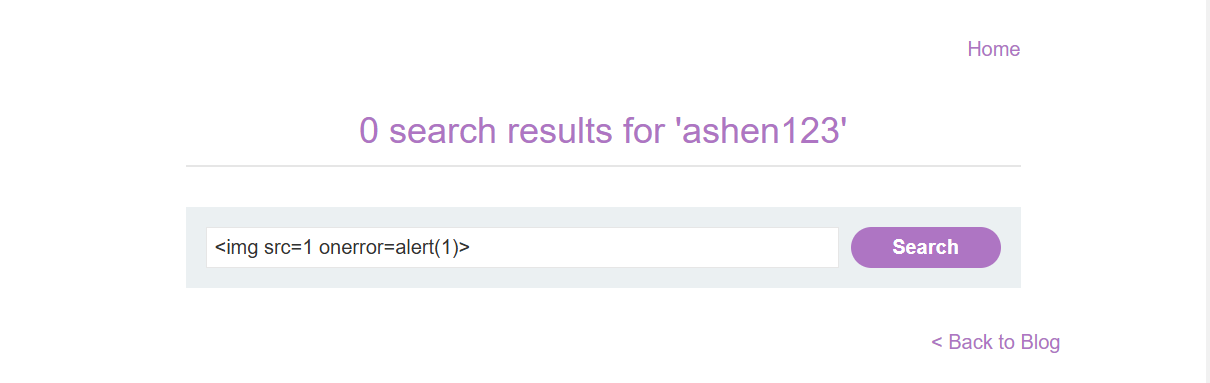 Home
0 search results for 'ashen123'
<img src=1 onerror=alert(1)>
Search
< Back to Blog